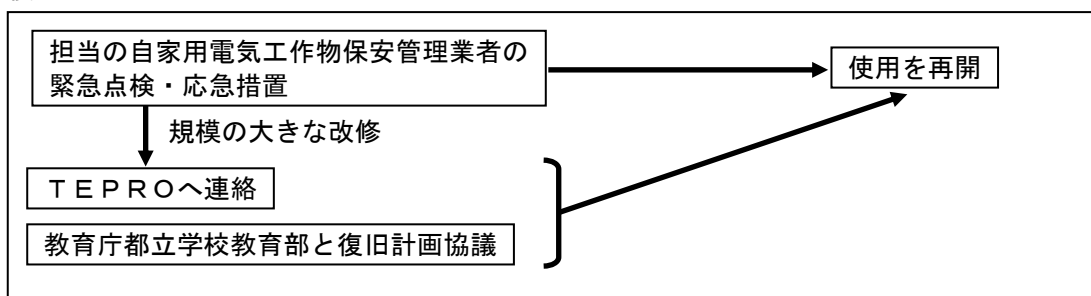 担当の自家用電気工作物保安管理業者の
緊急点検・応急措置
使用を再開
規模の大きな改修
ＴＥＰＲＯへ連絡
教育庁都立学校教育部と復旧計画協議